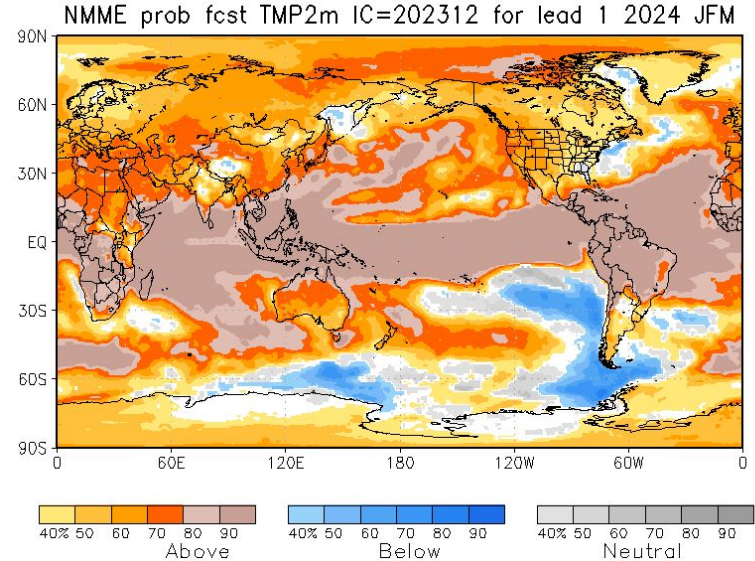 NMME prob fcst TMP2m IC=202312 for lead 1 2024 JFM
90N
60N
30N
EQ
30S
60S
90S
0 60E 120E 180 120W 60W 0
40% 50 60 70 80 90 40% 50 60 70 80 90 40% 50 60 70 80 90
Above Below Neutral